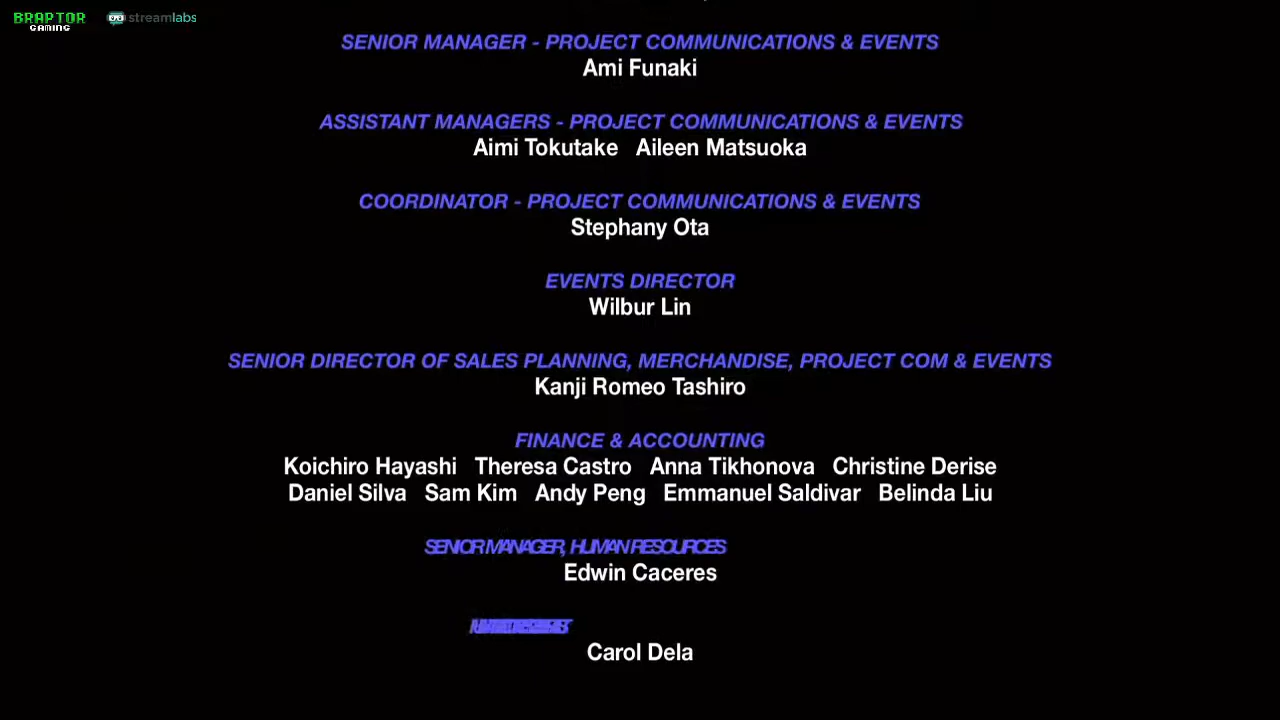 BRAPTOR
GAMING
streamlabs
SENIOR MANAGER - PROJECT COMMUNICATIONS & EVENTS
Ami Funaki
ASSISTANT MANAGERS - PROJECT COMMUNICATIONS & EVENTS
Aimi Tokutake Aileen Matsuoka
COORDINATOR - PROJECT COMMUNICATIONS & EVENTS
Stephany Ota
EVENTS DIRECTOR
Wilbur Lin
SENIOR DIRECTOR OF SALES PLANNING, MERCHANDISE, PROJECT COM & EVENTS
Kanji Romeo Tashiro
FINANCE & ACCOUNTING
Koichiro Hayashi Theresa Castro Anna Tikhonova Christine Derise
Daniel Silva Sam Kim Andy Peng Emmanuel Saldivar Belinda Liu
SENIOR MANAGER, HUMAN RESOURCES
Edwin Caceres
Carol Dela